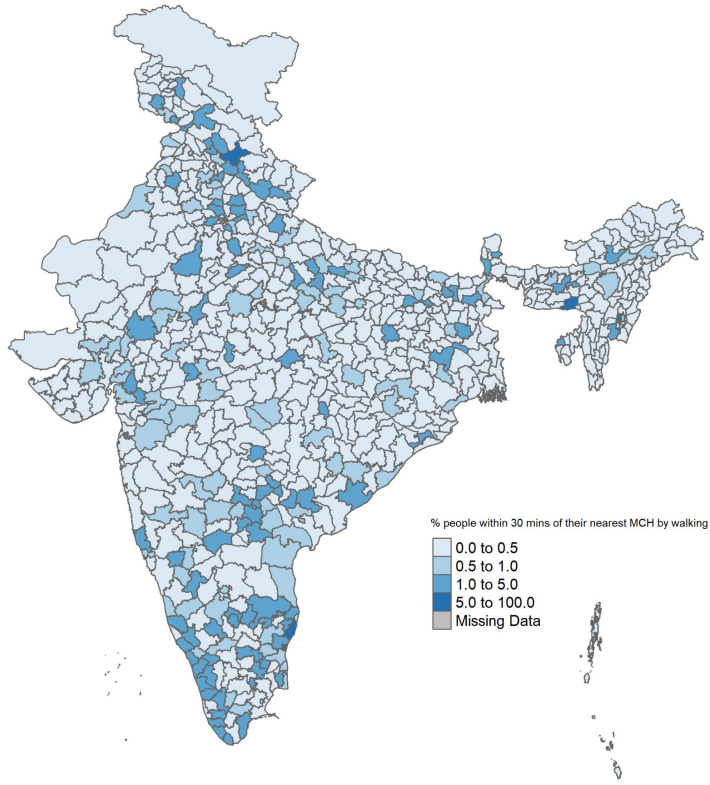 % people within 30 mins of their nearest MCH by walking
0.0 to 0.5
0.5 to 1.0
1.0 to 5.0
5.0 to 100.0
Missing Data